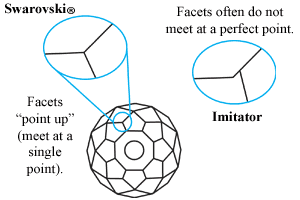 Swarovski®
Facets often do not
meet at a perfect point.
Imitator
Facets
“point up”
(meet at a
single
point).